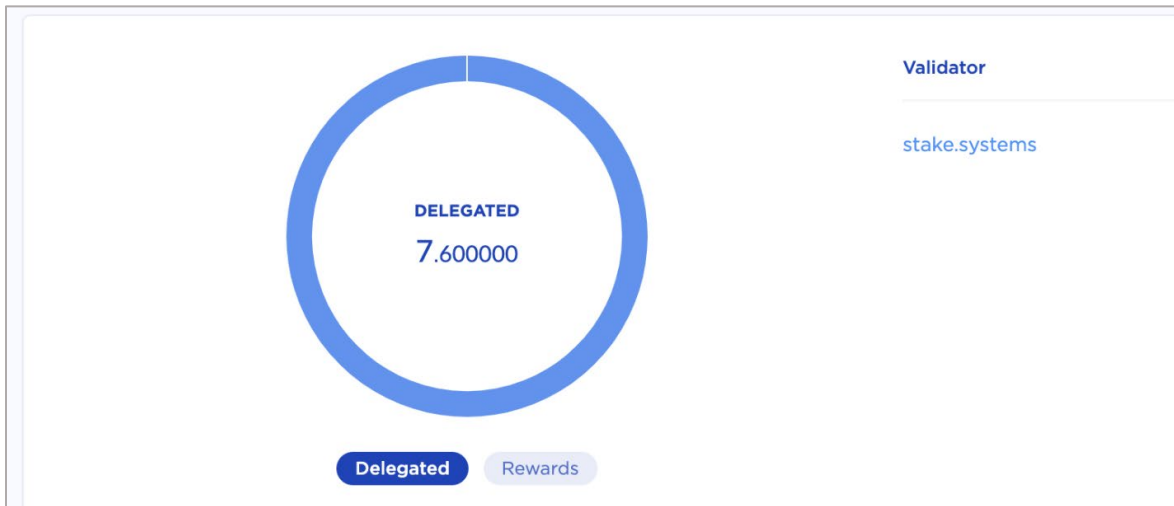 Validator
stake.systems
DELEGATED
7.600000
Delegated
Rewards